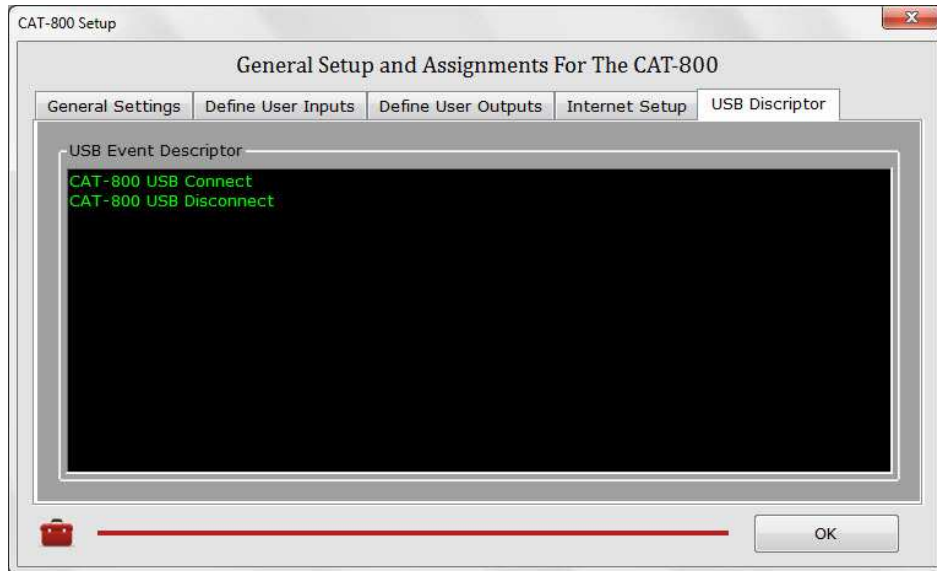 CAT-800 Setup
General Setup and Assignments For The CAT-800
General Settings Define User Inputs Define User Outputs Internet Setup USB Discriptor
USB Event Descriptor
CAT-800 USB Connect
CAT-800 USB Disconnect
OK